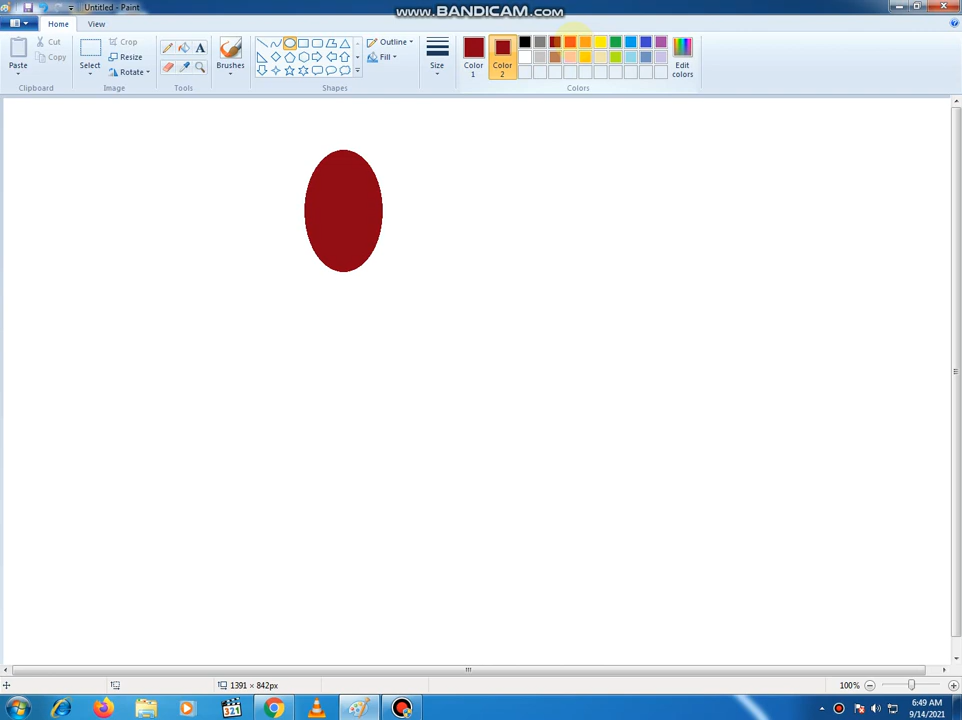 Untitled - Paint
www.BANDICAM.com
Home
View
Paste
Cut
Copy
Clipboard
Select
Crop
Resize
Rotate
Image
Tools
Brushes
Shapes
Outline
Fill
Size
Color
1
Color
2
Edit
colors
Colors
1391 × 842px
100%
321
6:49 AM
9/14/2021